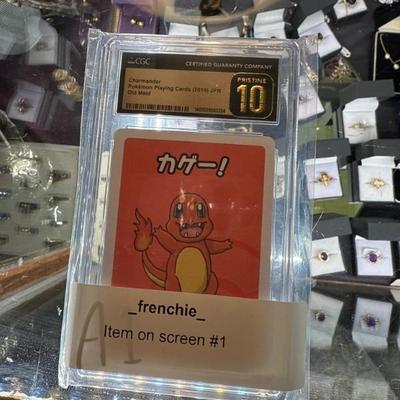 CGC
CERTIFIED GUARANTY COMPANY
Charmander
Pokémon Playing Cards (2019) JPN
Old Maid
PRISTINE
10
カゲー!
_frenchie_
Item on screen #1
A1